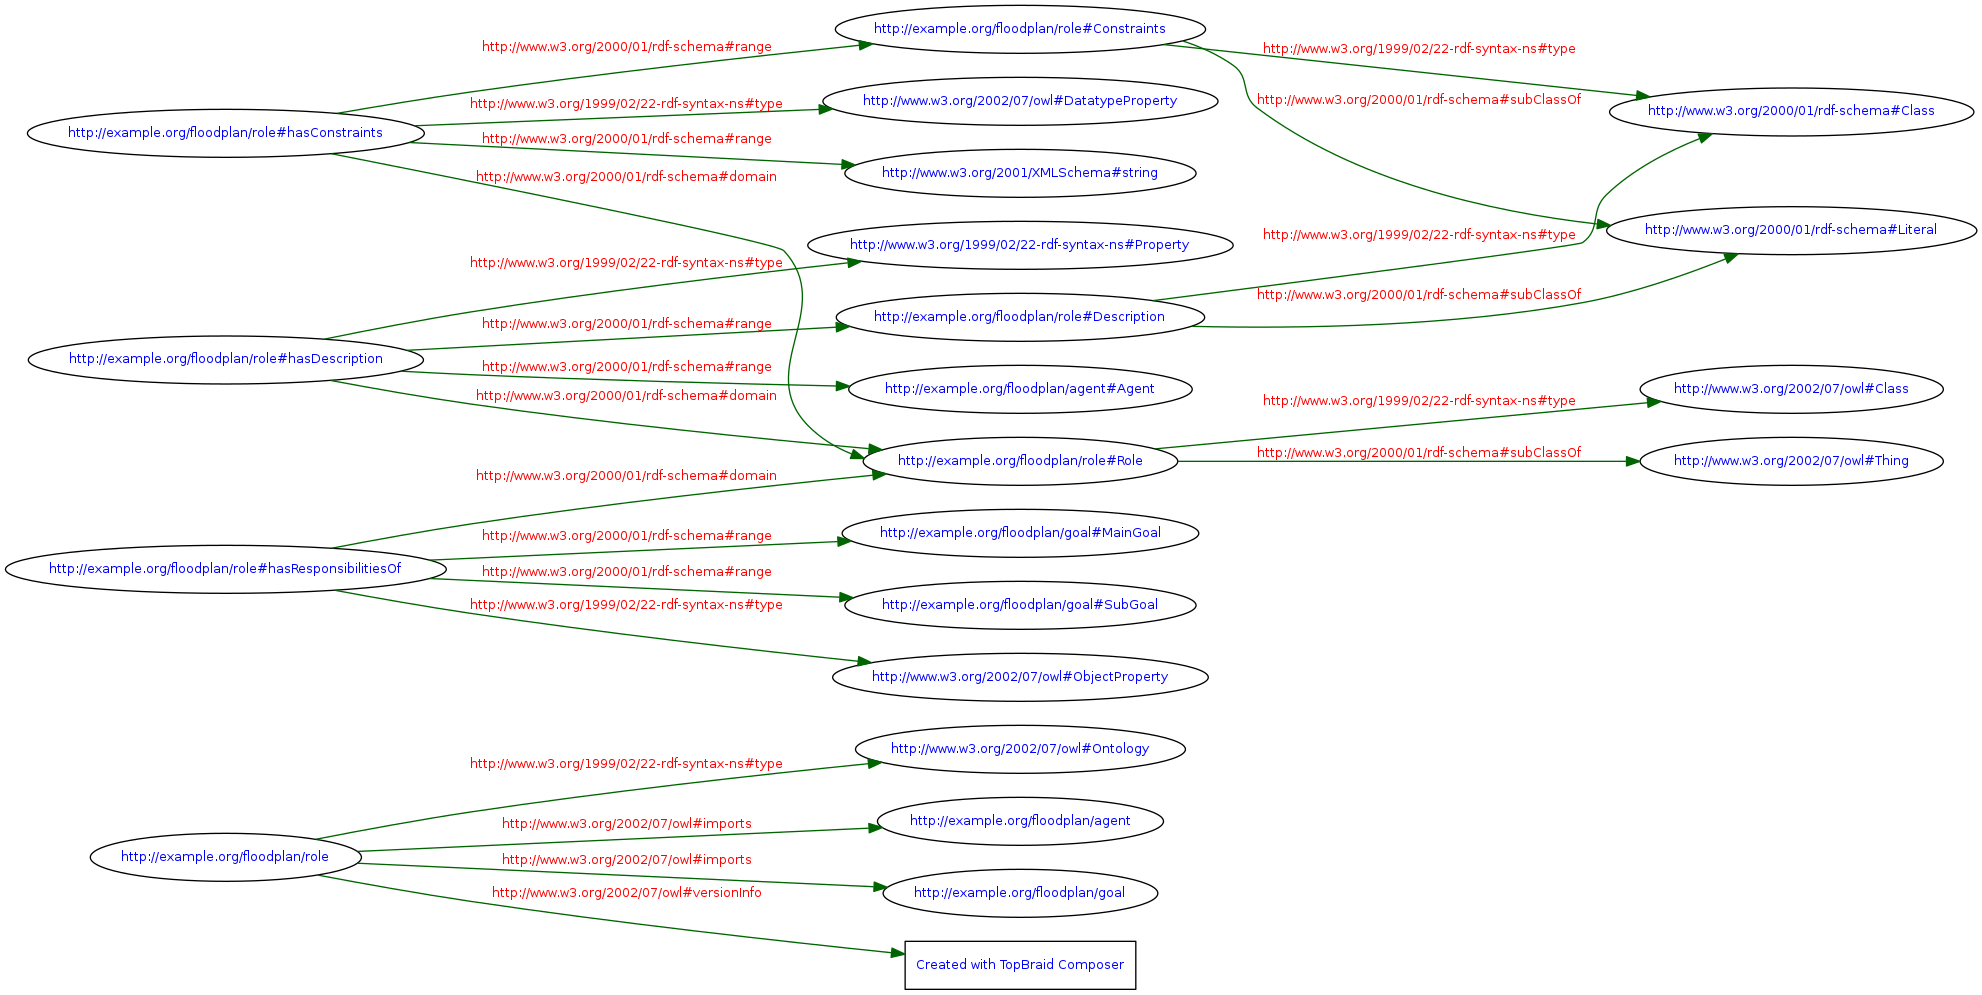 http://example.org/floodplan/role#Constraints
http://www.w3.org/2000/01/rdf-schema#range
http://www.w3.org/1999/02/22-rdf-syntax-ns#type
http://www.w3.org/2002/07/owl#DatatypeProperty
http://www.w3.org/1999/02/22-rdf-syntax-ns#type
http://www.w3.org/2000/01/rdf-schema#subClassOf
http://www.w3.org/2000/01/rdf-schema#Class
http://example.org/floodplan/role#hasConstraints
http://www.w3.org/2000/01/rdf-schema#range
http://www.w3.org/2001/XMLSchema#string
http://www.w3.org/2000/01/rdf-schema#domain
http://www.w3.org/1999/02/22-rdf-syntax-ns#Property
http://www.w3.org/1999/02/22-rdf-syntax-ns#type
http://www.w3.org/2000/01/rdf-schema#Literal
http://www.w3.org/1999/02/22-rdf-syntax-ns#type
http://www.w3.org/2000/01/rdf-schema#subClassOf
http://example.org/floodplan/role#Description
http://www.w3.org/2000/01/rdf-schema#range
http://example.org/floodplan/role#hasDescription
http://www.w3.org/2000/01/rdf-schema#range
http://example.org/floodplan/agent#Agent
http://www.w3.org/2002/07/owl#Class
http://www.w3.org/2000/01/rdf-schema#domain
http://www.w3.org/1999/02/22-rdf-syntax-ns#type
http://example.org/floodplan/role#Role
http://www.w3.org/2000/01/rdf-schema#subClassOf
http://www.w3.org/2002/07/owl#Thing
http://www.w3.org/2000/01/rdf-schema#domain
http://www.w3.org/2000/01/rdf-schema#range
http://example.org/floodplan/goal#MainGoal
http://example.org/floodplan/role#hasResponsibilitiesOf
http://www.w3.org/2000/01/rdf-schema#range
http://example.org/floodplan/goal#SubGoal
http://www.w3.org/1999/02/22-rdf-syntax-ns#type
http://www.w3.org/2002/07/owl#ObjectProperty
http://www.w3.org/2002/07/owl#Ontology
http://www.w3.org/1999/02/22-rdf-syntax-ns#type
http://www.w3.org/2002/07/owl#imports
http://example.org/floodplan/agent
http://example.org/floodplan/role
http://www.w3.org/2002/07/owl#imports
http://example.org/floodplan/goal
http://www.w3.org/2002/07/owl#versionInfo
Created with TopBraid Composer